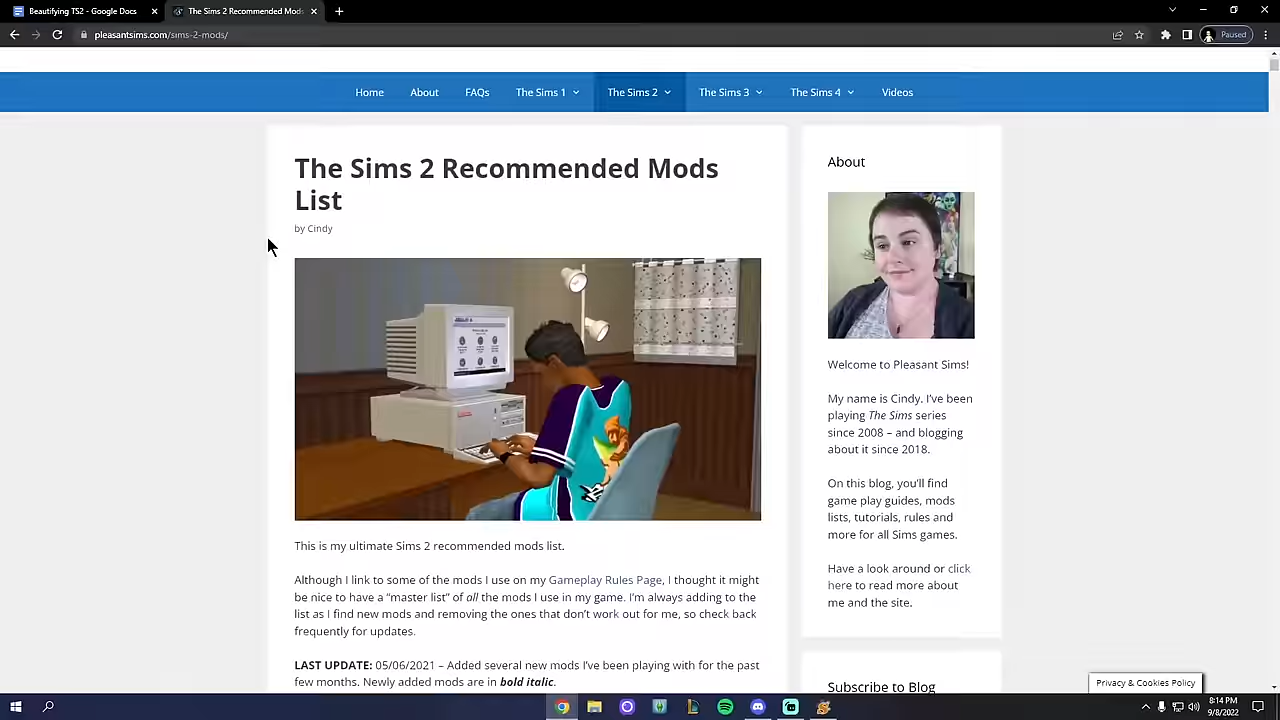 Beautifying TS2 - Google Docs
The Sims 2 Recommended Mods
pleasantsims.com/sims-2-mods/
Paused
Home
About
FAQs
The Sims 1
The Sims 2
The Sims 3
The Sims 4
Videos
The Sims 2 Recommended Mods
List
by Cindy
This is my ultimate Sims 2 recommended mods list.
Although I link to some of the mods I use on my Gameplay Rules Page, I thought it might
be nice to have a “master list” of all the mods I use in my game. I’m always adding to the
list as I find new mods and removing the ones that don’t work out for me, so check back
frequently for updates.
LAST UPDATE: 05/06/2021 – Added several new mods I’ve been playing with for the past
few months. Newly added mods are in bold italic.
About
Welcome to Pleasant Sims!
My name is Cindy. I’ve been
playing The Sims series
since 2008 – and blogging
about it since 2018.
On this blog, you’ll find
game play guides, mods
lists, tutorials, rules and
more for all Sims games.
Have a look around or click
here to read more about
me and the site.
Subscribe to Blog
Privacy & Cookies Policy
8:14 PM
9/8/2022